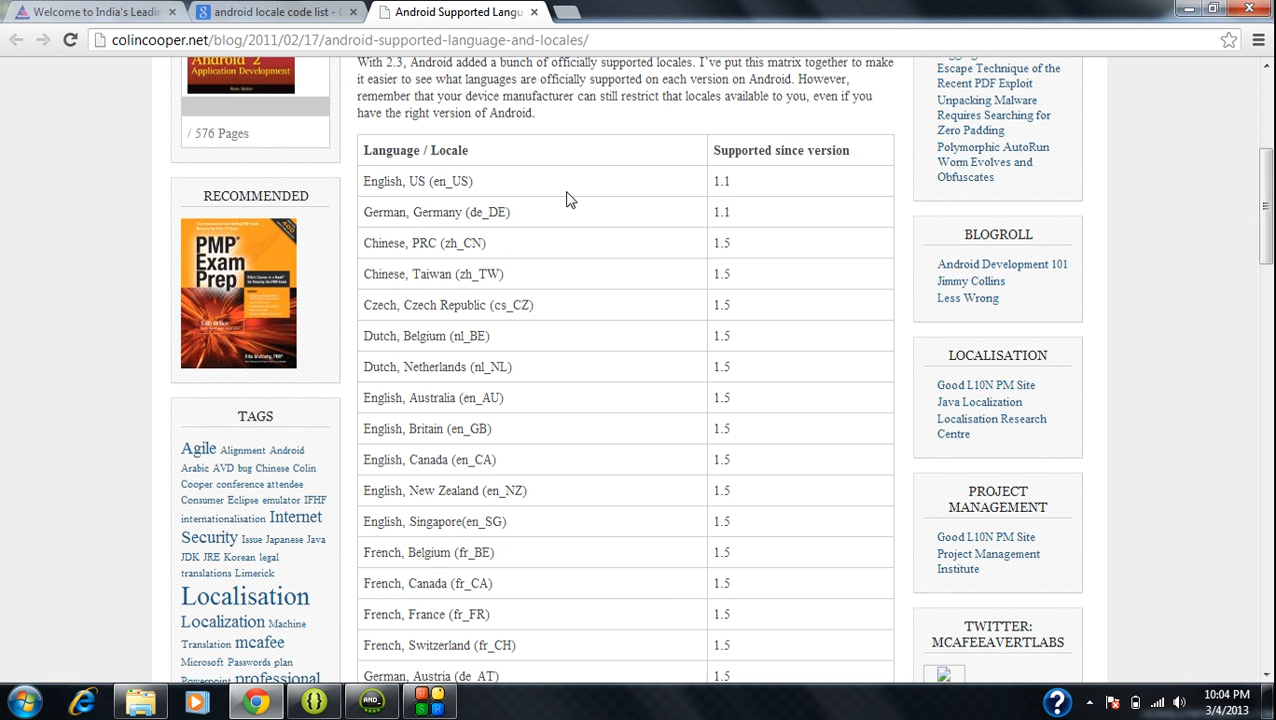 Welcome to India's Leadin
android locale code list - G
Android Supported Langu
colincooper.net/blog/2011/02/17/android-supported-language-and-locales/
Android 2
Application Development
/ 576 Pages
RECOMMENDED
PMP
Exam
Prep
TAGS
Agile Alignment Android
Arabic AVD bug Chinese Colin
Cooper conference attendee
Consumer Eclipse emulator IFHF
internationalisation Internet
Security Issue Japanese Java
JDK JRE Korean legal
translations Limerick
Localisation
Localization Machine
Translation mcafee
Microsoft Passwords plan
Powerpoint professional
With 2.3, Android added a bunch of officially supported locales. I've put this matrix together to make
it easier to see what languages are officially supported on each version on Android. However,
remember that your device manufacturer can still restrict that locales available to you, even if you
have the right version of Android.
Language / Locale Supported since version
English, US (en_US) 1.1
German, Germany (de_DE) 1.1
Chinese, PRC (zh_CN) 1.5
Chinese, Taiwan (zh_TW) 1.5
Czech, Czech Republic (cs_CZ) 1.5
Dutch, Belgium (nl_BE) 1.5
Dutch, Netherlands (nl_NL) 1.5
English, Australia (en_AU) 1.5
English, Britain (en_GB) 1.5
English, Canada (en_CA) 1.5
English, New Zealand (en_NZ) 1.5
English, Singapore(en_SG) 1.5
French, Belgium (fr_BE) 1.5
French, Canada (fr_CA) 1.5
French, France (fr_FR) 1.5
French, Switzerland (fr_CH) 1.5
German, Austria (de_AT) 1.5
Escape Technique of the
Recent PDF Exploit
Unpacking Malware
Requires Searching for
Zero Padding
Polymorphic AutoRun
Worm Evolves and
Obfuscates
BLOGROLL
Android Development 101
Jimmy Collins
Less Wrong
LOCALISATION
Good L10N PM Site
Java Localization
Localisation Research
Centre
PROJECT
MANAGEMENT
Good L10N PM Site
Project Management
Institute
TWITTER:
MCAFEEAVERTLABS
10:04 PM
3/4/2013